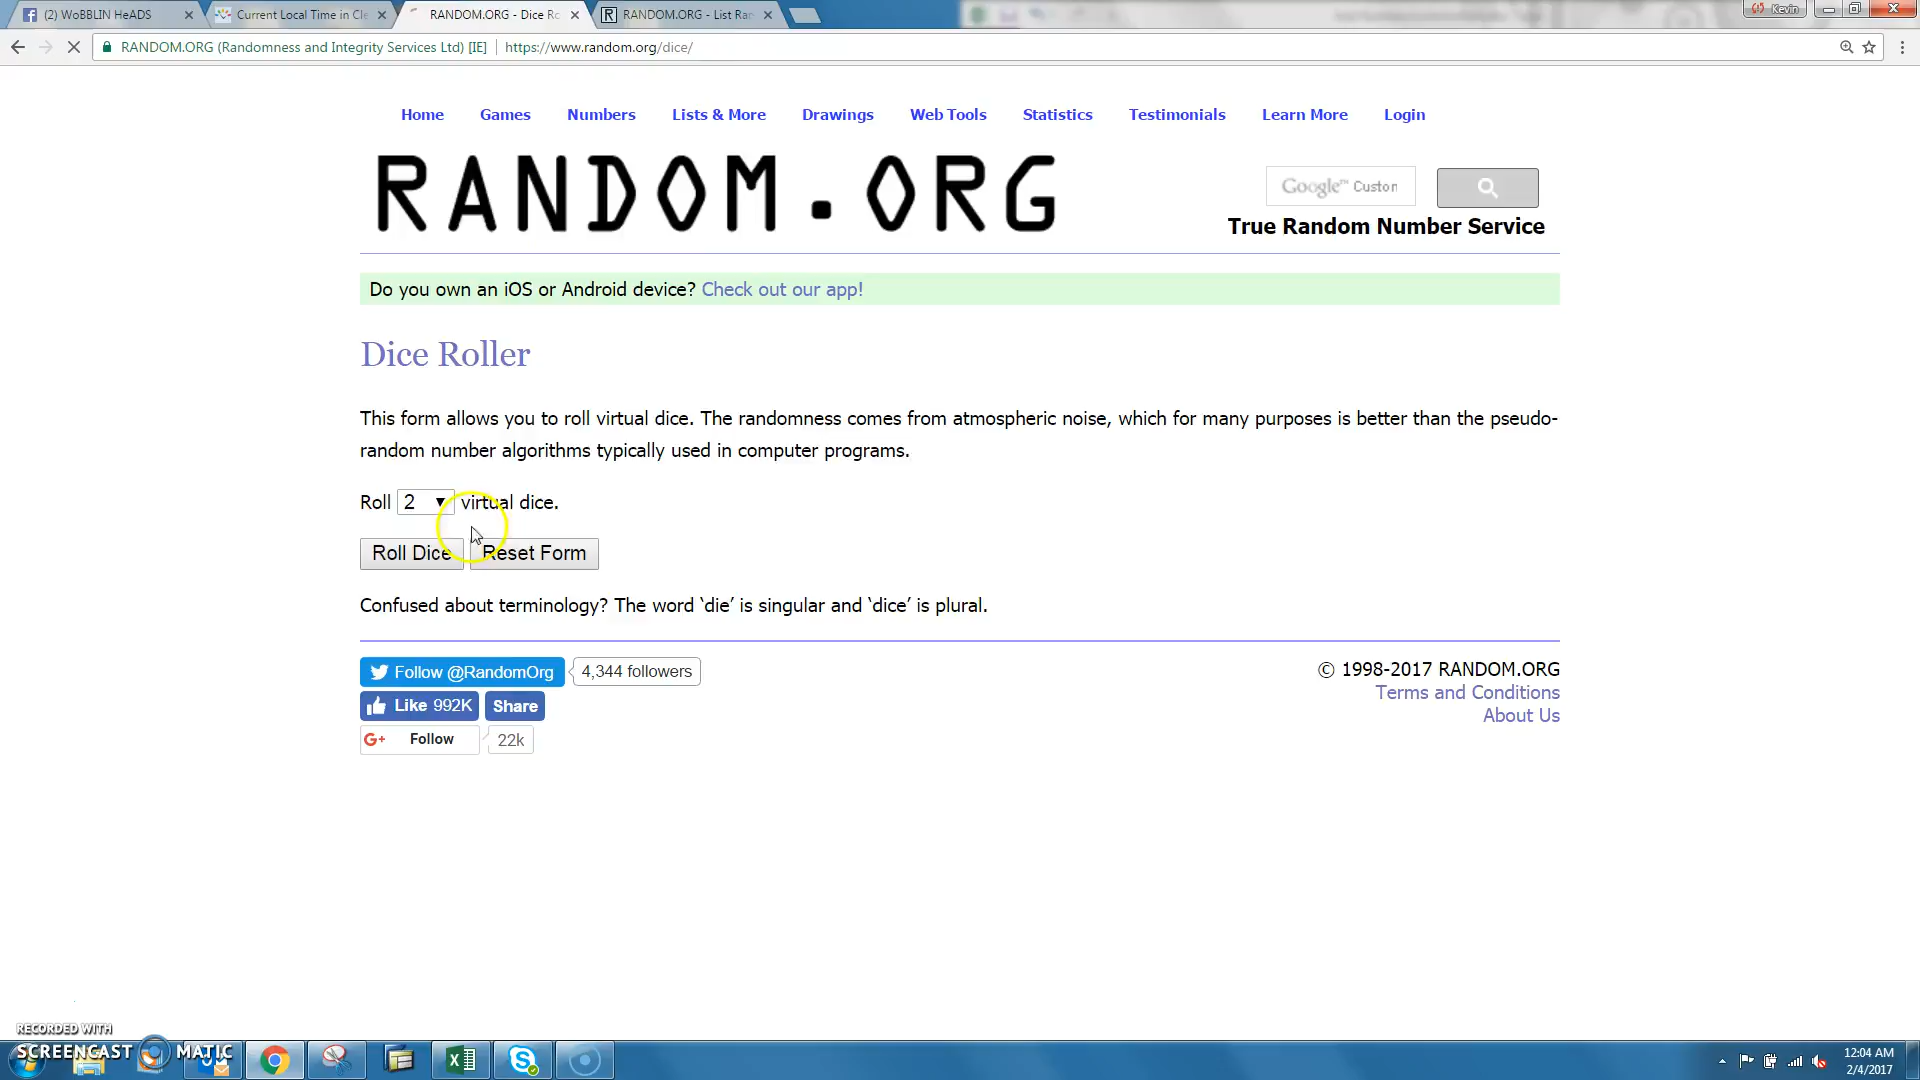 (2) WoBBLIN HeADS
Current Local Time in Cle
RANDOM.ORG - Dice Ro
RANDOM.ORG - List Ran
Kevin
RANDOM.ORG (Randomness and Integrity Services Ltd) [IE]
https://www.random.org/dice/
Home Games Numbers Lists & More Drawings Web Tools Statistics Testimonials Learn More Login
RANDOM.ORG
Google™ Custom
True Random Number Service
Do you own an iOS or Android device? Check out our app!
Dice Roller
This form allows you to roll virtual dice. The randomness comes from atmospheric noise, which for many purposes is better than the pseudo-
random number algorithms typically used in computer programs.
Roll 2 virtual dice.
Roll Dice Reset Form
Confused about terminology? The word ‘die’ is singular and ‘dice’ is plural.
Follow @RandomOrg 4,344 followers
Like 992K Share
G+ Follow 22k
© 1998-2017 RANDOM.ORG
Terms and Conditions
About Us
RECORDED WITH
SCREENCAST MATIC
12:04 AM
2/4/2017